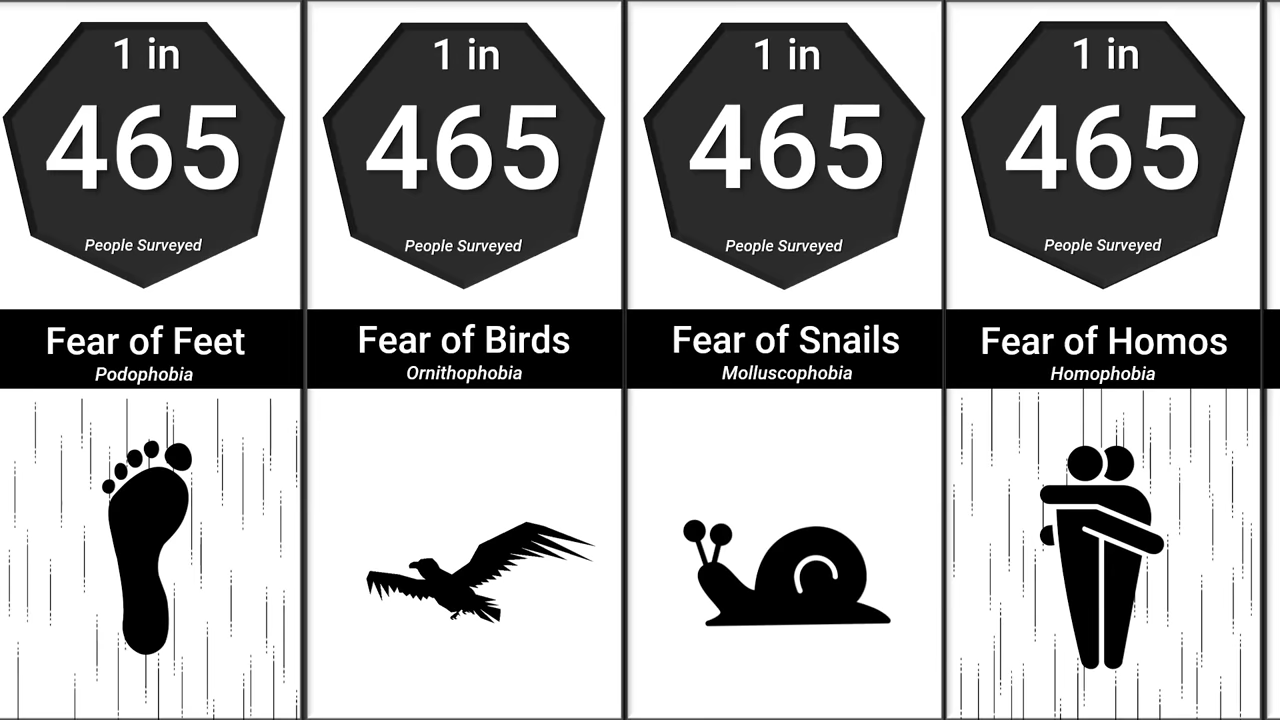 1 in
465
People Surveyed
Fear of Feet
Podophobia
1 in
465
People Surveyed
Fear of Birds
Ornithophobia
1 in
465
People Surveyed
Fear of Snails
Molluscophobia
1 in
465
People Surveyed
Fear of Homos
Homophobia